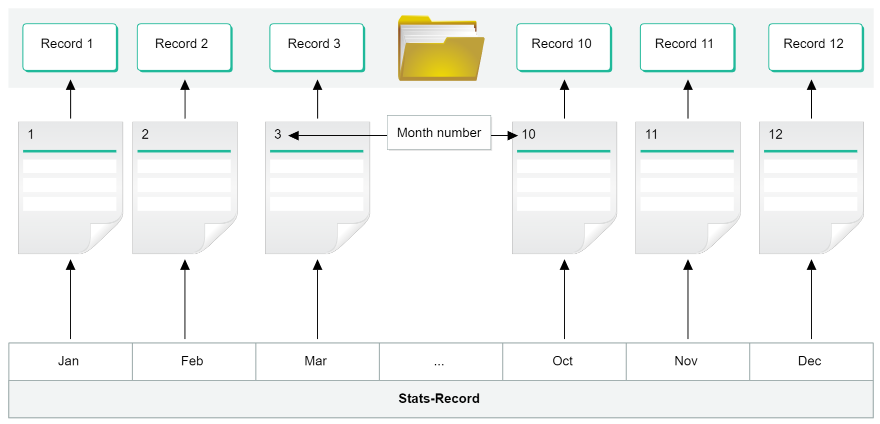 Record 1
Record 2
Record 3
Record 10
Record 11
Record 12
1
2
3
Month number
10
11
12
Jan
Feb
Mar
...
Oct
Nov
Dec
Stats-Record